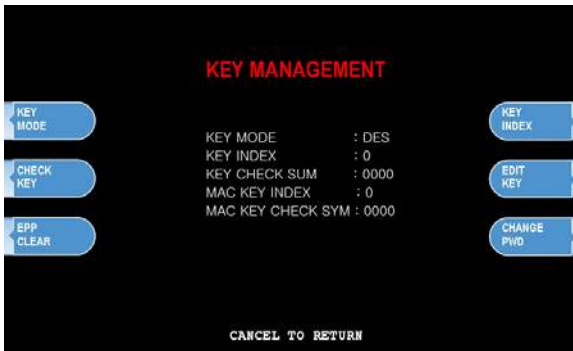 KEY MANAGEMENT
KEY
MODE
KEY
INDEX
KEY MODE : DES
KEY INDEX : 0
KEY CHECK SUM : 0000
MAC KEY INDEX : 0
MAC KEY CHECK SYM : 0000
CHECK
KEY
EDIT
KEY
EPP
CLEAR
CHANGE
PWD
CANCEL TO RETURN